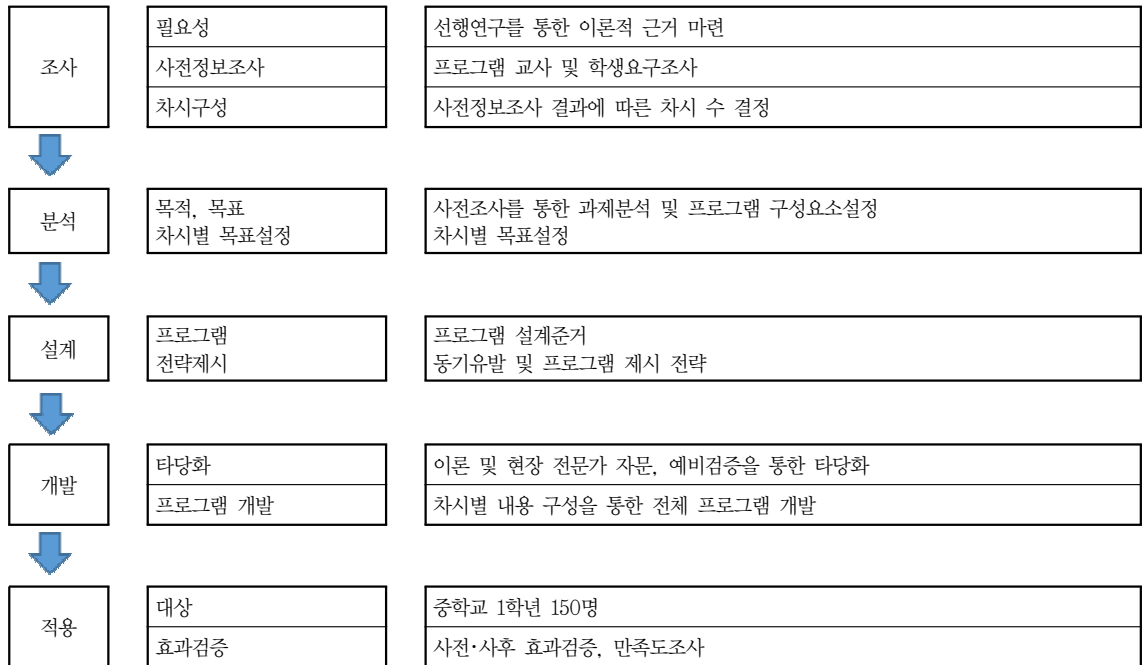 조사
필요성
선행연구를 통한 이론적 근거 마련
사전정보조사
프로그램 교사 및 학생요구조사
차시구성
사전정보조사 결과에 따른 차시 수 결정
분석
목적, 목표
차시별 목표설정
사전조사를 통한 과제분석 및 프로그램 구성요소설정
차시별 목표설정
설계
프로그램
전략제시
프로그램 설계준거
동기유발 및 프로그램 제시 전략
개발
타당화
이론 및 현장 전문가 자문, 예비검증을 통한 타당화
프로그램 개발
차시별 내용 구성을 통한 전체 프로그램 개발
적용
대상
중학교 1학년 150명
효과검증
사전·사후 효과검증, 만족도조사